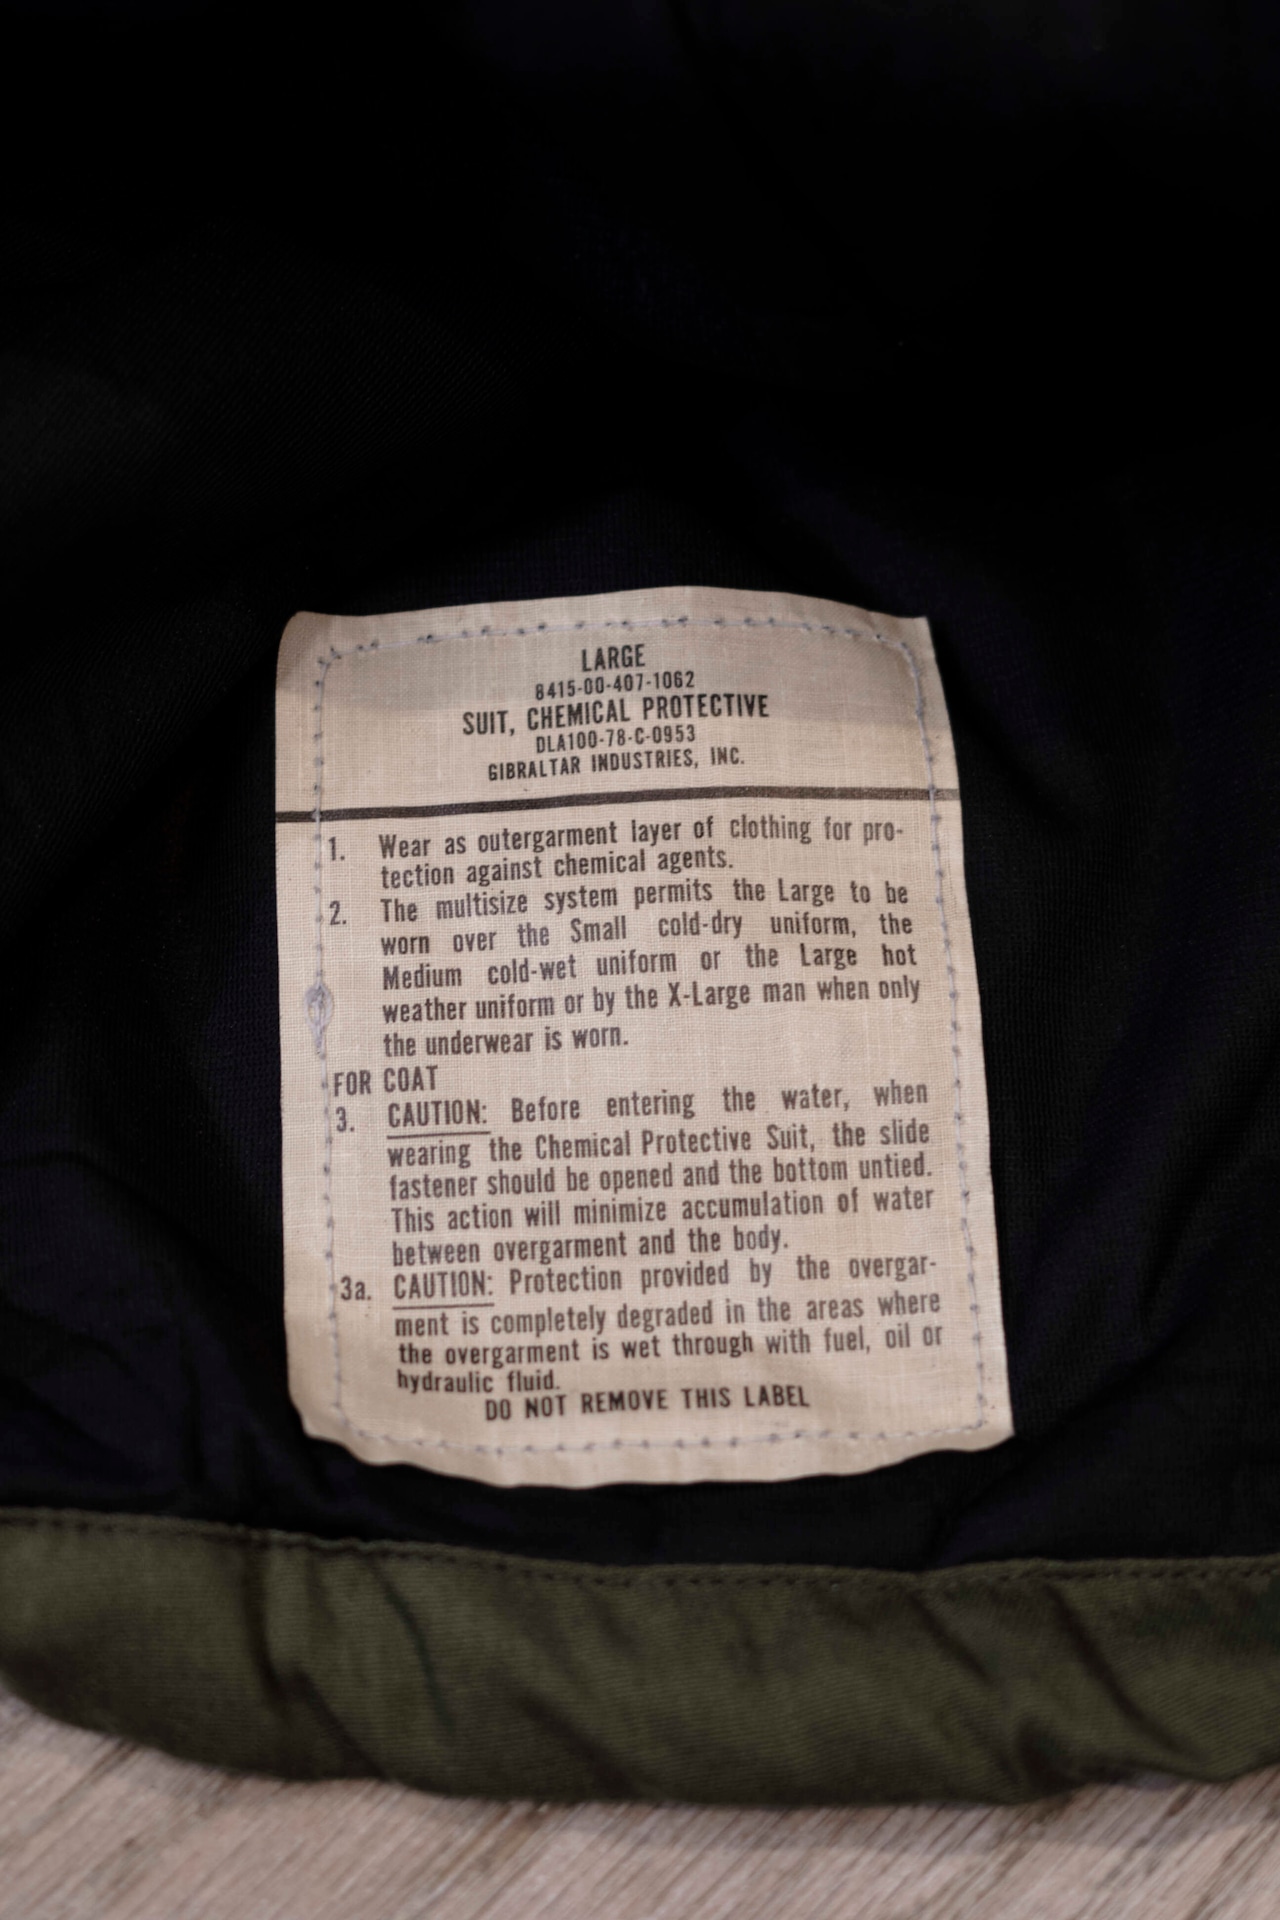 LARGE
8415-00-407-1062
SUIT, CHEMICAL PROTECTIVE
DLA100-78-C-0953
GIBRALTAR INDUSTRIES, INC.
1. Wear as outergarment layer of clothing for pro-
tection against chemical agents.
2. The multisize system permits the Large to be
worn over the Small cold-dry uniform, the
Medium cold-wet uniform or the Large hot
weather uniform or by the X-Large man when only
the underwear is worn.
FOR COAT
3. CAUTION: Before entering the water, when
wearing the Chemical Protective Suit, the slide
fastener should be opened and the bottom untied.
This action will minimize accumulation of water
between overgarment and the body.
3a. CAUTION: Protection provided by the overgar-
ment is completely degraded in the areas where
the overgarment is wet through with fuel, oil or
hydraulic fluid.
DO NOT REMOVE THIS LABEL